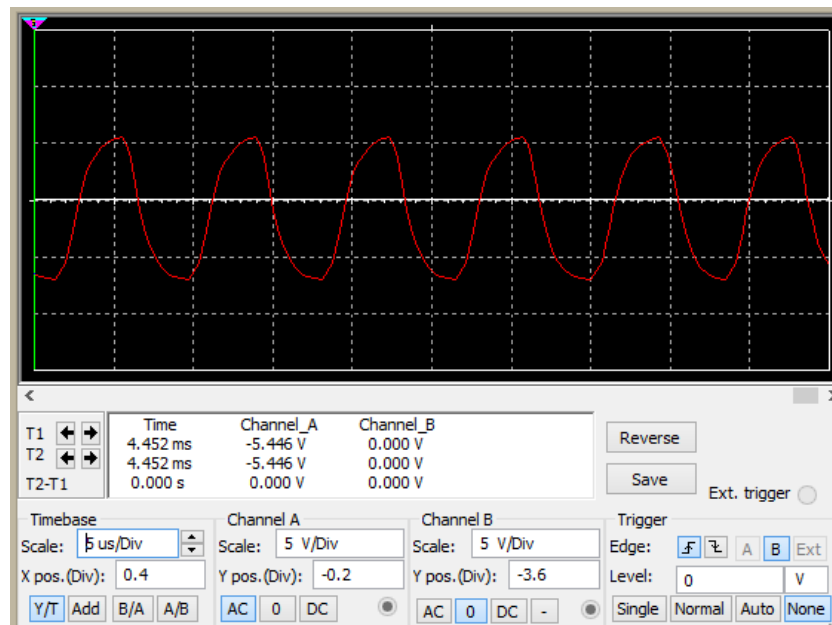 Time Channel_A Channel_B
T1 4.452 ms -5.446 V 0.000 V
T2 4.452 ms -5.446 V 0.000 V
T2-T1 0.000 s 0.000 V 0.000 V
Reverse
Save
Ext. trigger
Timebase
Scale: 5 us/Div
X pos.(Div): 0.4
Y/T Add B/A A/B
Channel A
Scale: 5 V/Div
Y pos.(Div): -0.2
AC 0 DC
Channel B
Scale: 5 V/Div
Y pos.(Div): -3.6
AC 0 DC -
Trigger
Edge: A B Ext
Level: 0 V
Single Normal Auto None